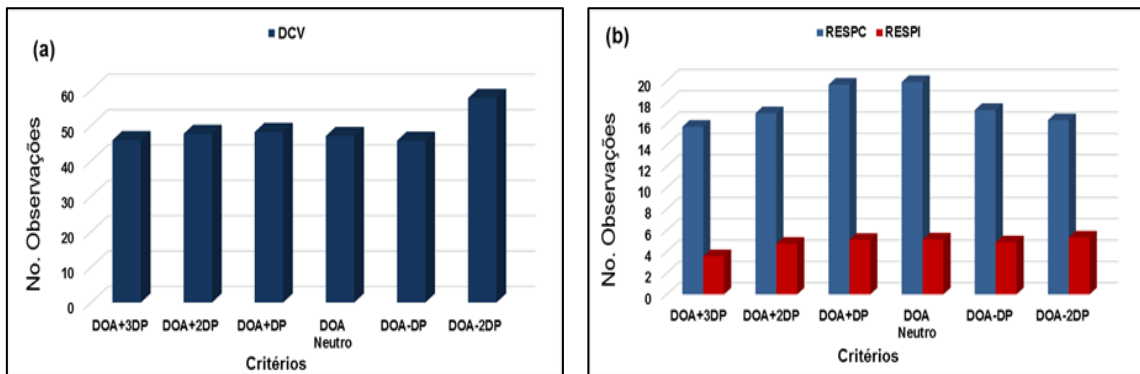 (a)
DCV
No. Observações
60
50
40
30
20
10
0
DOA+3DP DOA+2DP DOA+DP DOA Neutro DOA-DP DOA-2DP
Critérios
(b)
RESPC RESPI
No. Observações
20
18
16
14
12
10
8
6
4
2
0
DOA+3DP DOA+2DP DOA+DP DOA Neutro DOA-DP DOA-2DP
Critérios